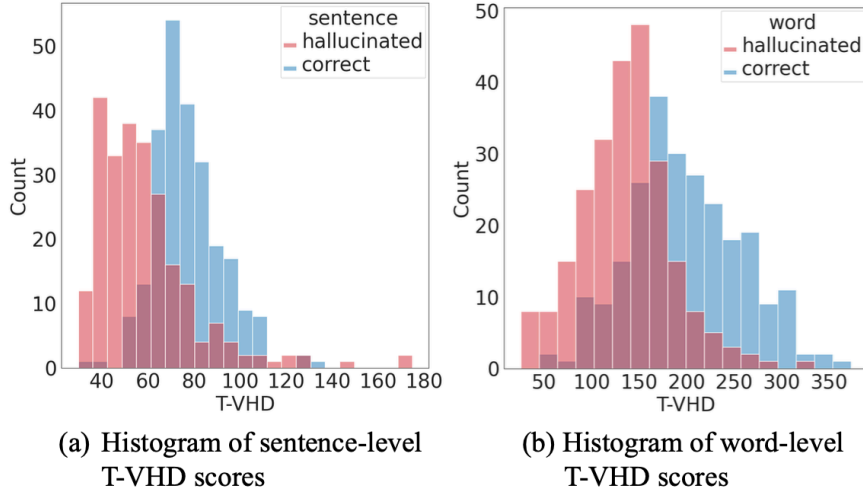 sentence
hallucinated
correct
50
40
30
20
10
0
Count
40 60 80 100 120 140 160 180
T-VHD
(a) Histogram of sentence-level
T-VHD scores
word
hallucinated
correct
50
40
30
20
10
0
Count
50 100 150 200 250 300 350
T-VHD
(b) Histogram of word-level
T-VHD scores